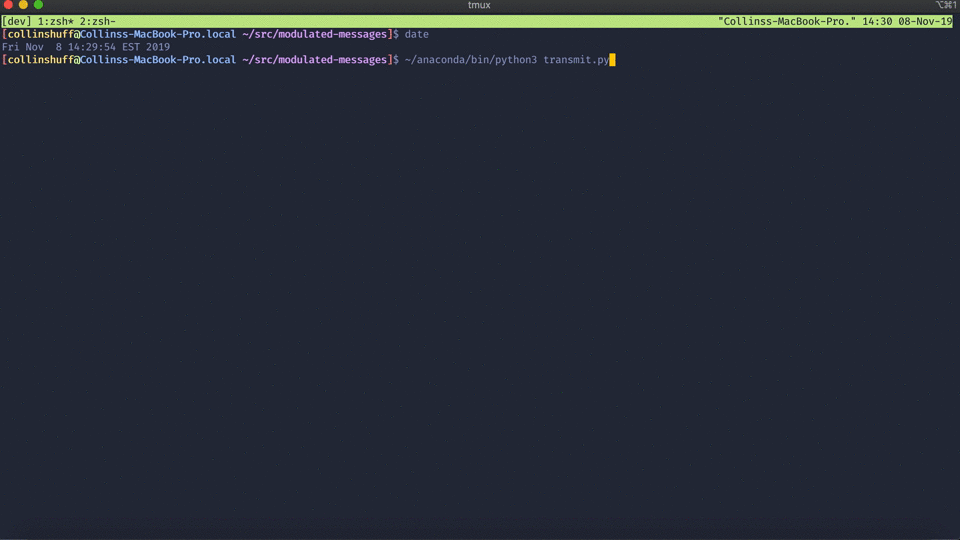 tmux
⌥⌘1
[dev] 1:zsh* 2:zsh- "Collinss-MacBook-Pro." 14:30 08-Nov-19
[collinshuff@Collinss-MacBook-Pro.local ~/src/modulated-messages]$ date
Fri Nov  8 14:29:54 EST 2019
[collinshuff@Collinss-MacBook-Pro.local ~/src/modulated-messages]$ ~/anaconda/bin/python3 transmit.py